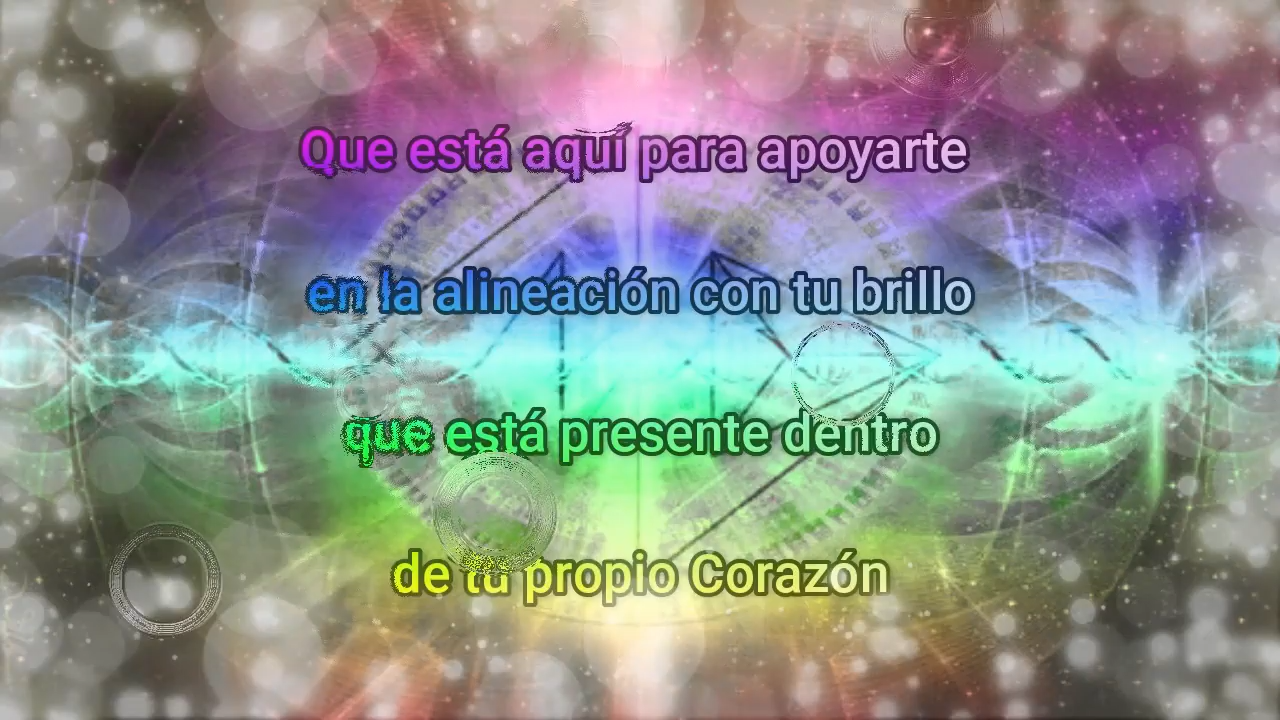 Que está aquí para apoyarte
en la alineación con tu brillo
que está presente dentro
de tu propio Corazón